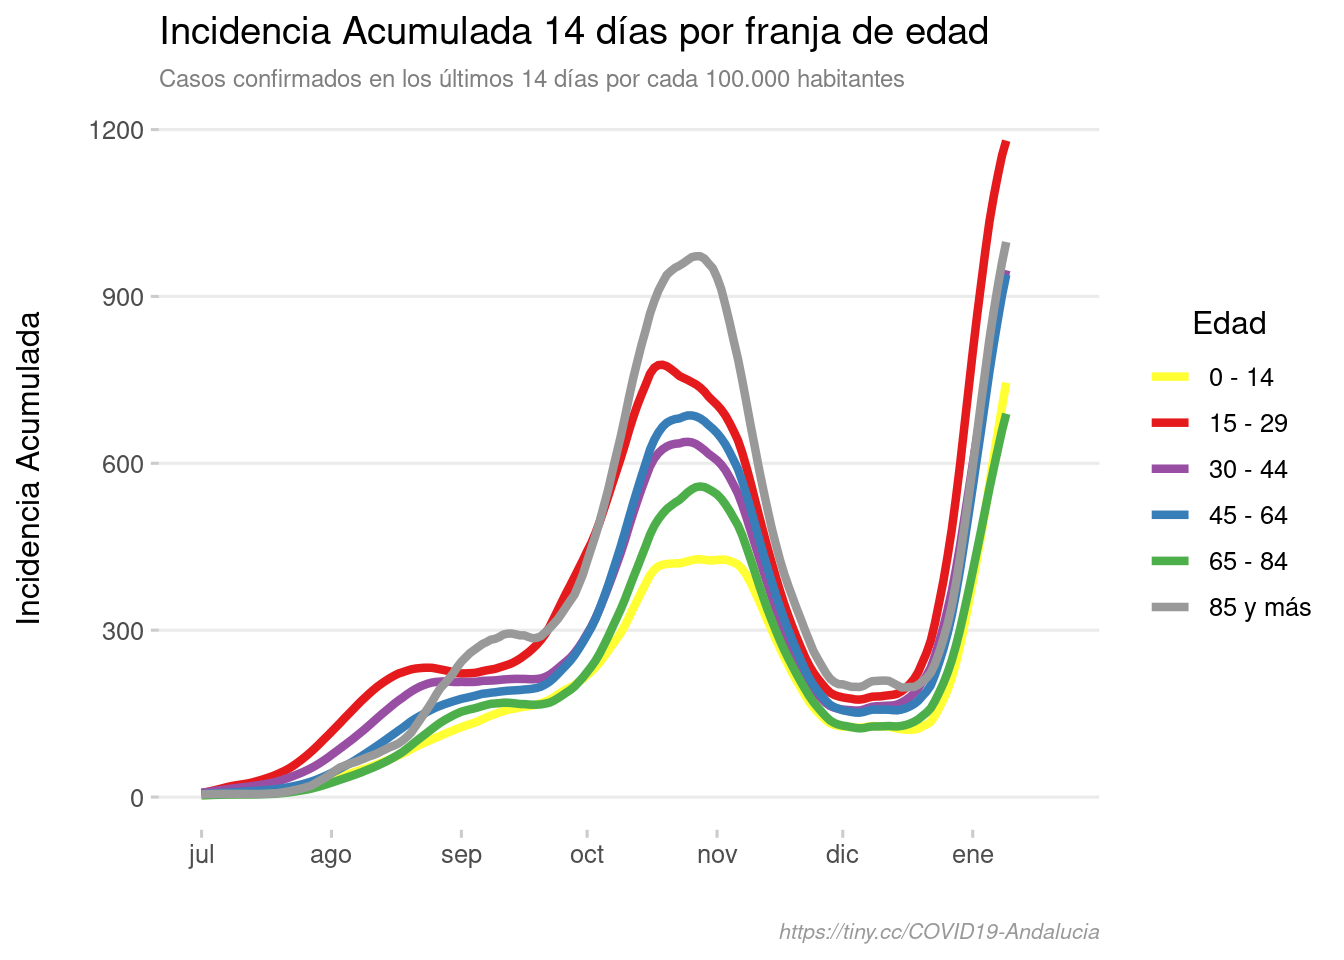 Incidencia Acumulada 14 días por franja de edad
Casos confirmados en los últimos 14 días por cada 100.000 habitantes
Incidencia Acumulada
1200
900
600
300
0
jul
ago
sep
oct
nov
dic
ene
Edad
0 - 14
15 - 29
30 - 44
45 - 64
65 - 84
85 y más
https://tiny.cc/COVID19-Andalucia